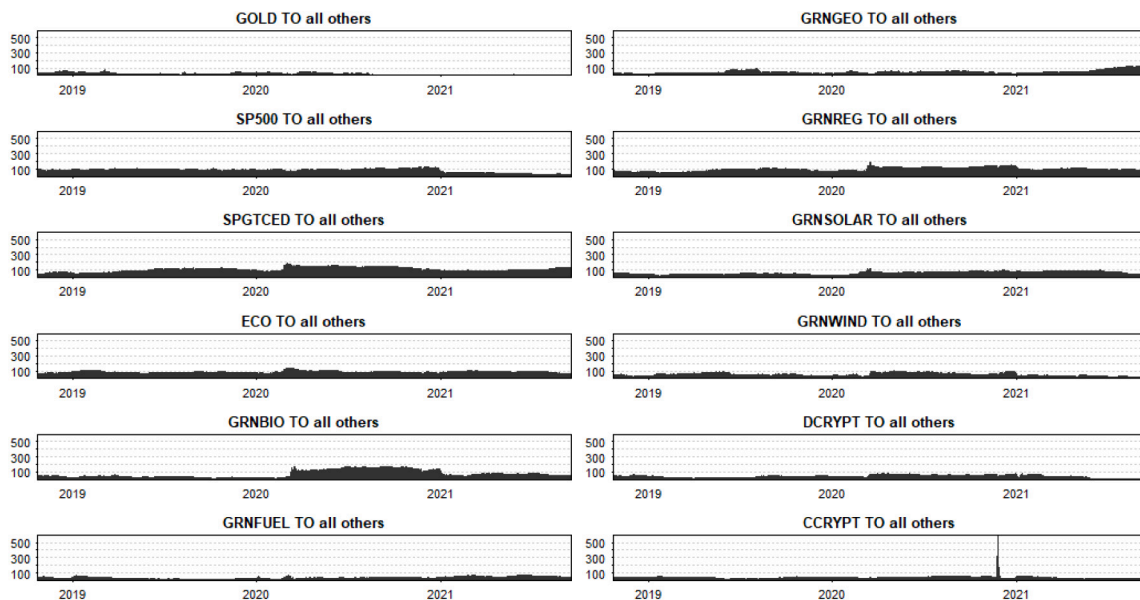 GOLD TO all others
500
300
100
2019 2020 2021
GRNGEO TO all others
500
300
100
2019 2020 2021
SP500 TO all others
500
300
100
2019 2020 2021
GRNREG TO all others
500
300
100
2019 2020 2021
SPGTCED TO all others
500
300
100
2019 2020 2021
GRNSOLAR TO all others
500
300
100
2019 2020 2021
ECO TO all others
500
300
100
2019 2020 2021
GRNWIND TO all others
500
300
100
2019 2020 2021
GRNBIO TO all others
500
300
100
2019 2020 2021
DCRYPT TO all others
500
300
100
2019 2020 2021
GRNFUEL TO all others
500
300
100
2019 2020 2021
CCRYPT TO all others
500
300
100
2019 2020 2021